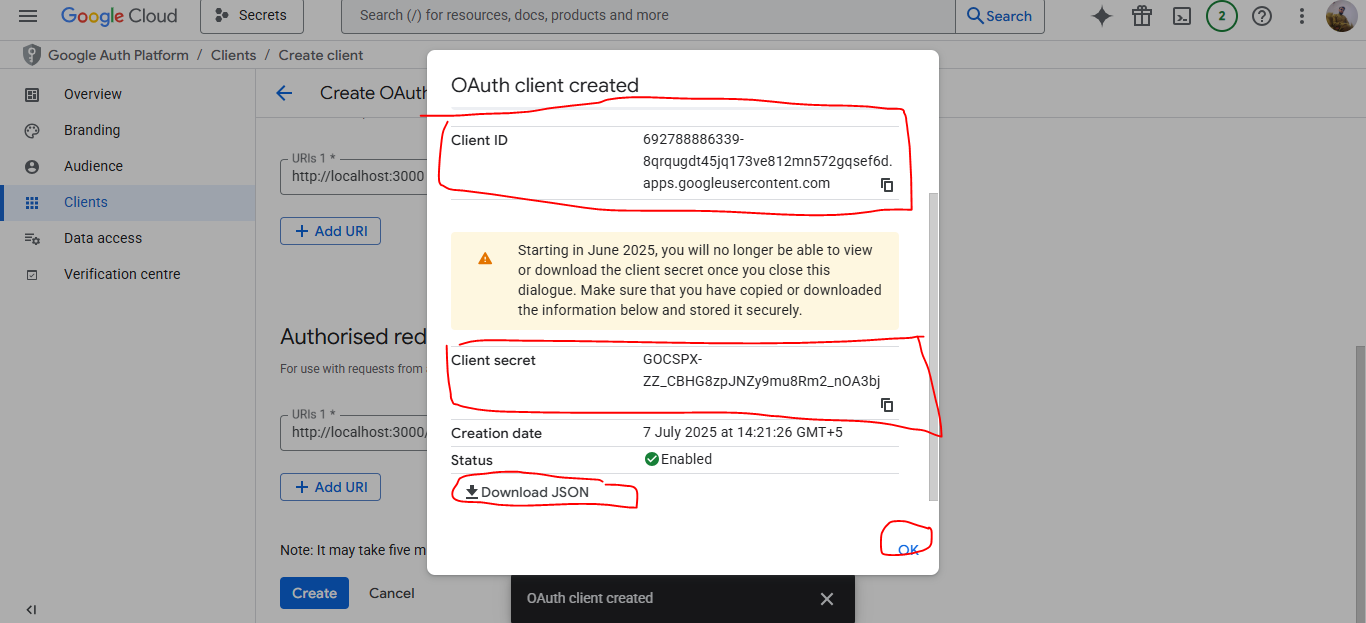 Google Cloud
Secrets
Search (/) for resources, docs, products and more
Search
2
Google Auth Platform / Clients / Create client
Overview
Branding
Audience
Clients
Data access
Verification centre
Create OAuth
URIs 1 *
http://localhost:3000
+ Add URI
Authorised red
For use with requests from
URIs 1 *
http://localhost:3000/
+ Add URI
Note: It may take five m
Create
Cancel
OAuth client created
Client ID
692788886339-
8qrqugdt45jq173ve812mn572gqsef6d.
apps.googleusercontent.com
Starting in June 2025, you will no longer be able to view
or download the client secret once you close this
dialogue. Make sure that you have copied or downloaded
the information below and stored it securely.
Client secret
GOCSPX-
ZZ_CBHG8zpJNZy9mu8Rm2_nOA3bj
Creation date
7 July 2025 at 14:21:26 GMT+5
Status
Enabled
Download JSON
OK
OAuth client created